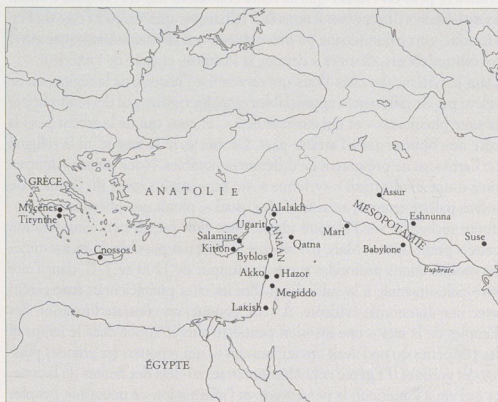 GRÈCE
Mycènes
Tirynthe
Cnossos
ANATOLIE
Alalakh
Ugarit
Salamine
Kition
CANAAN
Qatna
Byblos
Akko
Hazor
Megiddo
Lakish
ÉGYPTE
Assur
MÉSOPOTAMIE
Mari
Eshnunna
Babylone
Suse
Euphrate